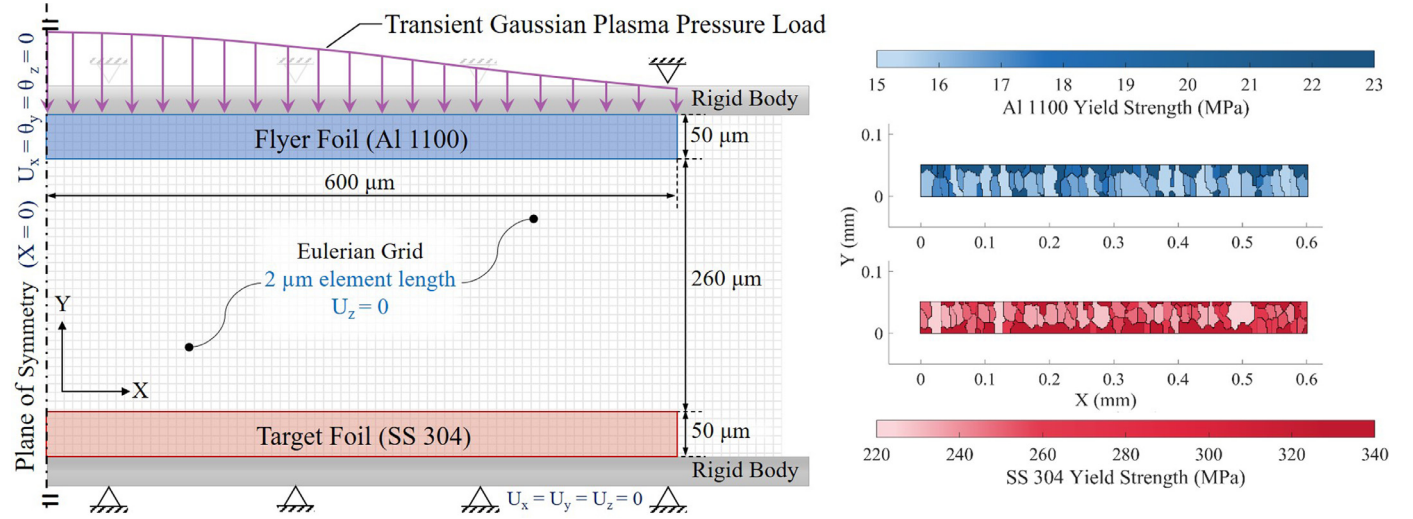 Transient Gaussian Plasma Pressure Load
Rigid Body
Flyer Foil (Al 1100)
50 µm
600 µm
Eulerian Grid
2 µm element length
U_z = 0
260 µm
Y
X
Target Foil (SS 304)
50 µm
Rigid Body
U_x = U_y = U_z = 0
Plane of Symmetry (X = 0) U_x = θ_y = θ_z = 0
15 16 17 18 19 20 21 22 23
Al 1100 Yield Strength (MPa)
0.1
0
0 0.1 0.2 0.3 0.4 0.5 0.6
Y (mm)
0.1
0
0 0.1 0.2 0.3 0.4 0.5 0.6
X (mm)
220 240 260 280 300 320 340
SS 304 Yield Strength (MPa)